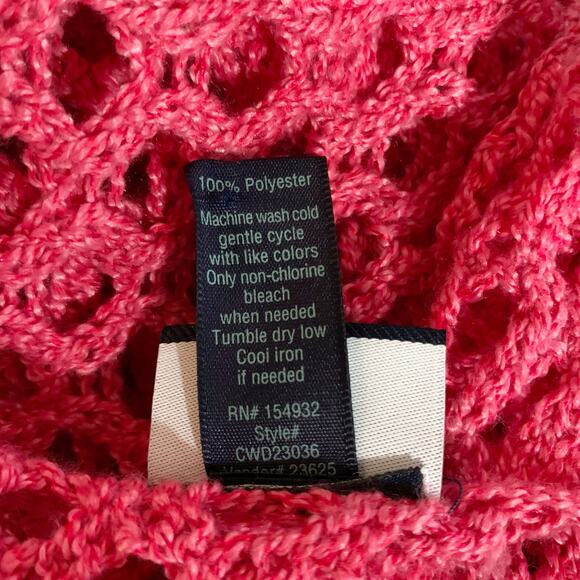 100% Polyester
Machine wash cold
gentle cycle
with like colors
Only non-chlorine
bleach
when needed
Tumble dry low
Cool iron
if needed
RN# 154932
Style#
CWD23036
Vendor# 23625